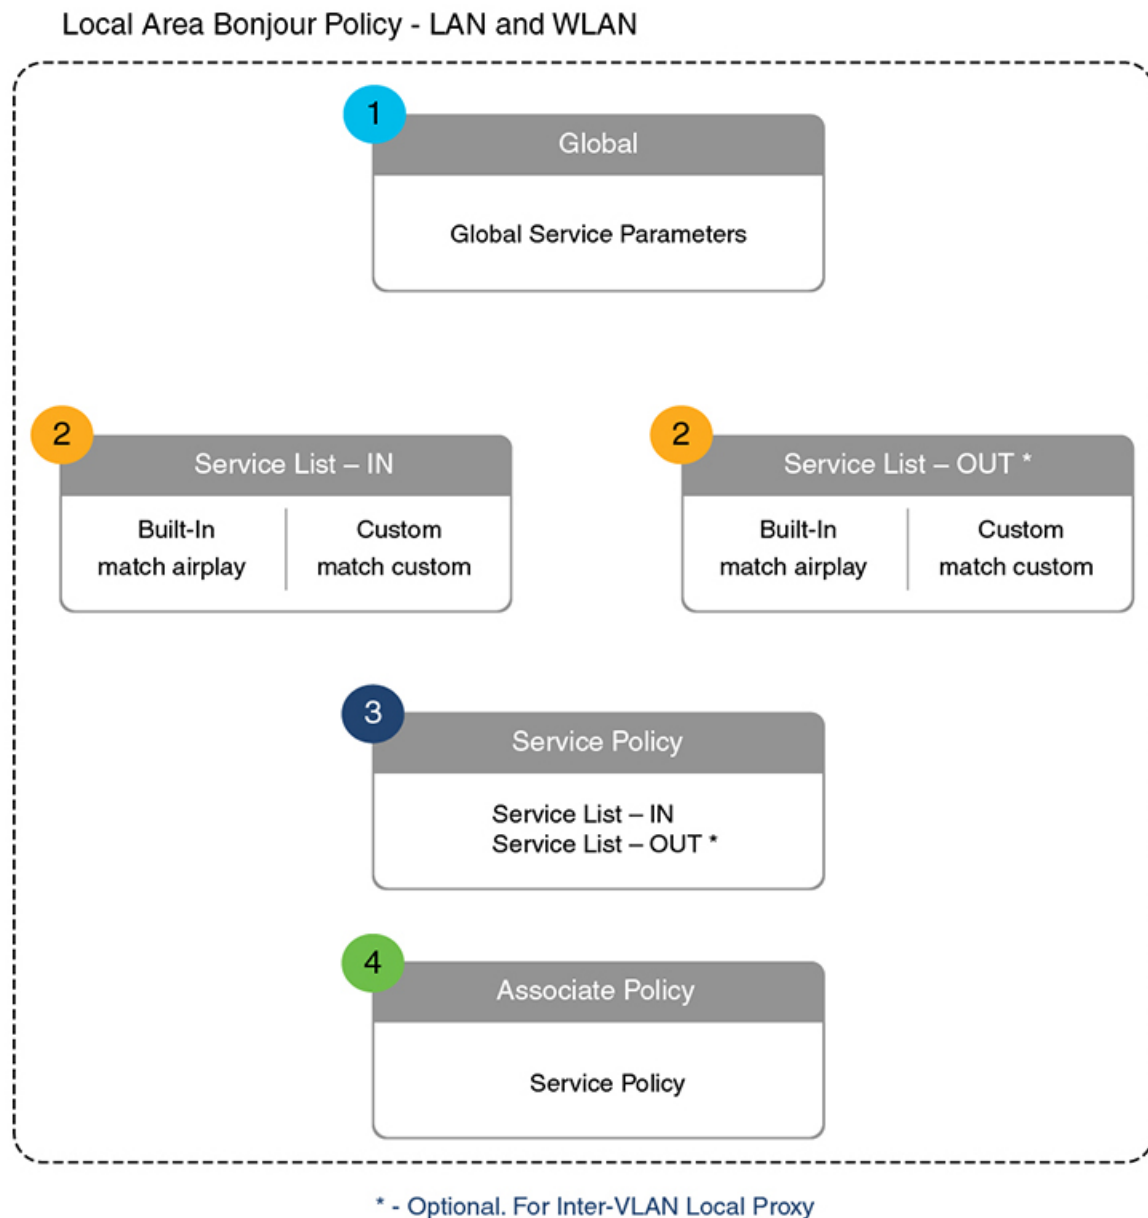 Local Area Bonjour Policy - LAN and WLAN
1
Global
Global Service Parameters
2
Service List – IN
Built-In
match airplay
Custom
match custom
2
Service List – OUT *
Built-In
match airplay
Custom
match custom
3
Service Policy
Service List – IN
Service List – OUT *
4
Associate Policy
Service Policy
* - Optional. For Inter-VLAN Local Proxy